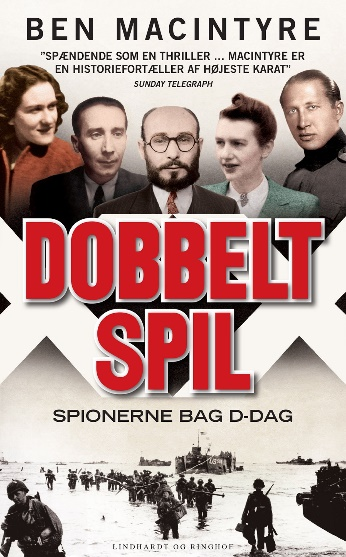 BEN MACINTYRE
”SPÆNDENDE SOM EN THRILLER ... MACINTYRE ER
EN HISTORIEFORTÆLLER AF HØJESTE KARAT”
SUNDAY TELEGRAPH
DOBBELT
SPIL
SPIONERNE BAG D-DAG
LINDHARDT OG RINGHOF